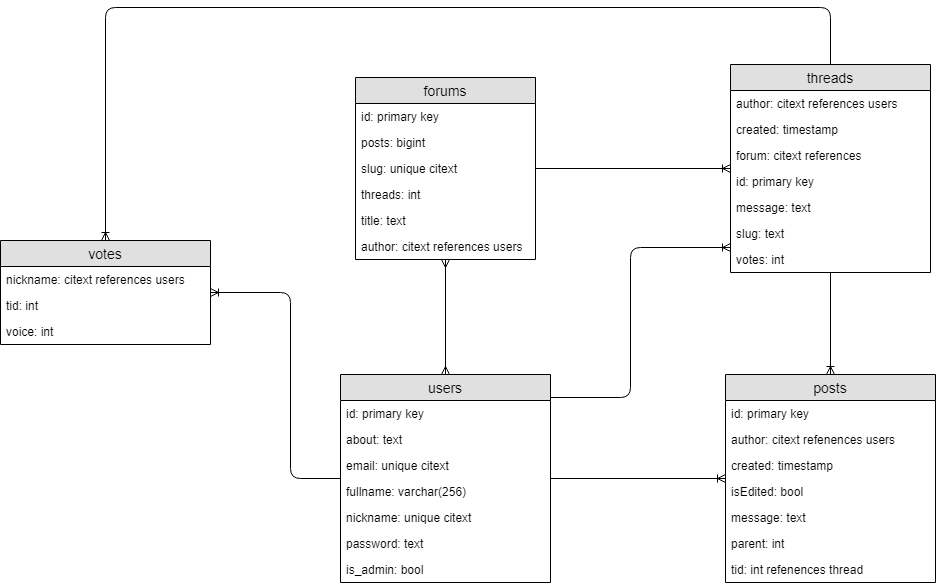 threads
author: citext references users
created: timestamp
forum: citext references
id: primary key
message: text
slug: text
votes: int
forums
id: primary key
posts: bigint
slug: unique citext
threads: int
title: text
author: citext references users
votes
nickname: citext references users
tid: int
voice: int
users
id: primary key
about: text
email: unique citext
fullname: varchar(256)
nickname: unique citext
password: text
is_admin: bool
posts
id: primary key
author: citext refenences users
created: timestamp
isEdited: bool
message: text
parent: int
tid: int refenences thread